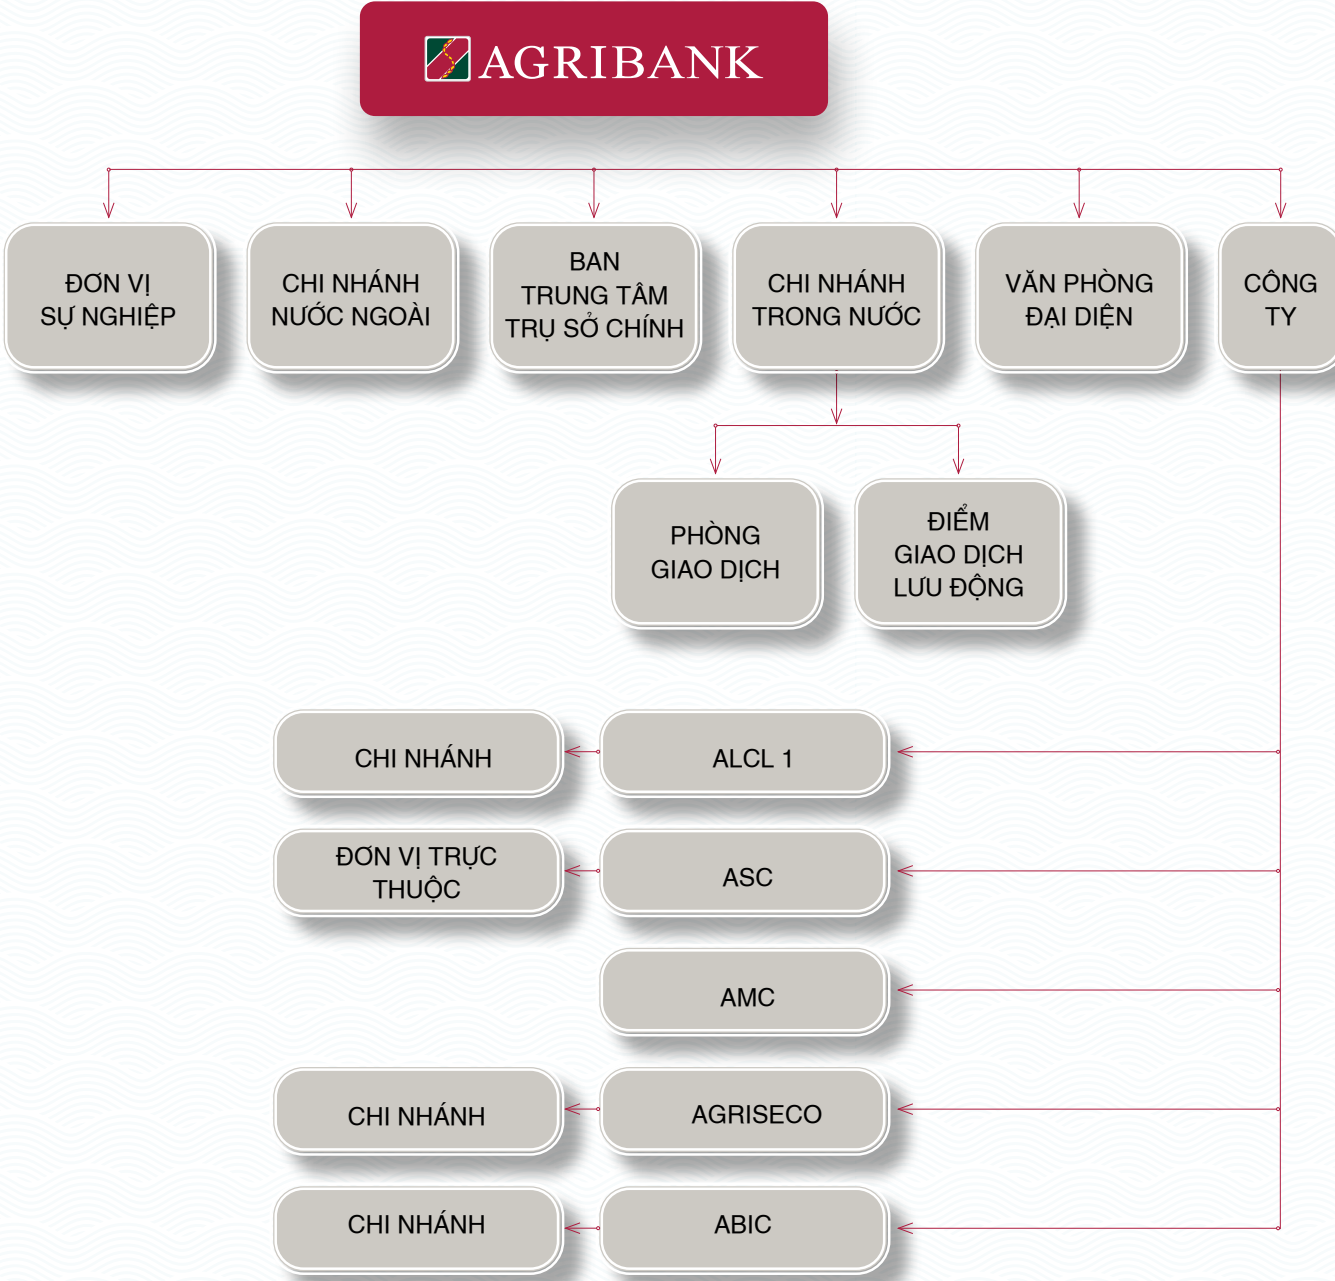 AGRIBANK
ĐƠN VỊ
SỰ NGHIỆP
CHI NHÁNH
NƯỚC NGOÀI
BAN
TRUNG TÂM
TRỤ SỞ CHÍNH
CHI NHÁNH
TRONG NƯỚC
VĂN PHÒNG
ĐẠI DIỆN
CÔNG
TY
PHÒNG
GIAO DỊCH
ĐIỂM
GIAO DỊCH
LƯU ĐỘNG
CHI NHÁNH
ALCL 1
ĐƠN VỊ TRỰC
THUỘC
ASC
AMC
CHI NHÁNH
AGRISECO
CHI NHÁNH
ABIC